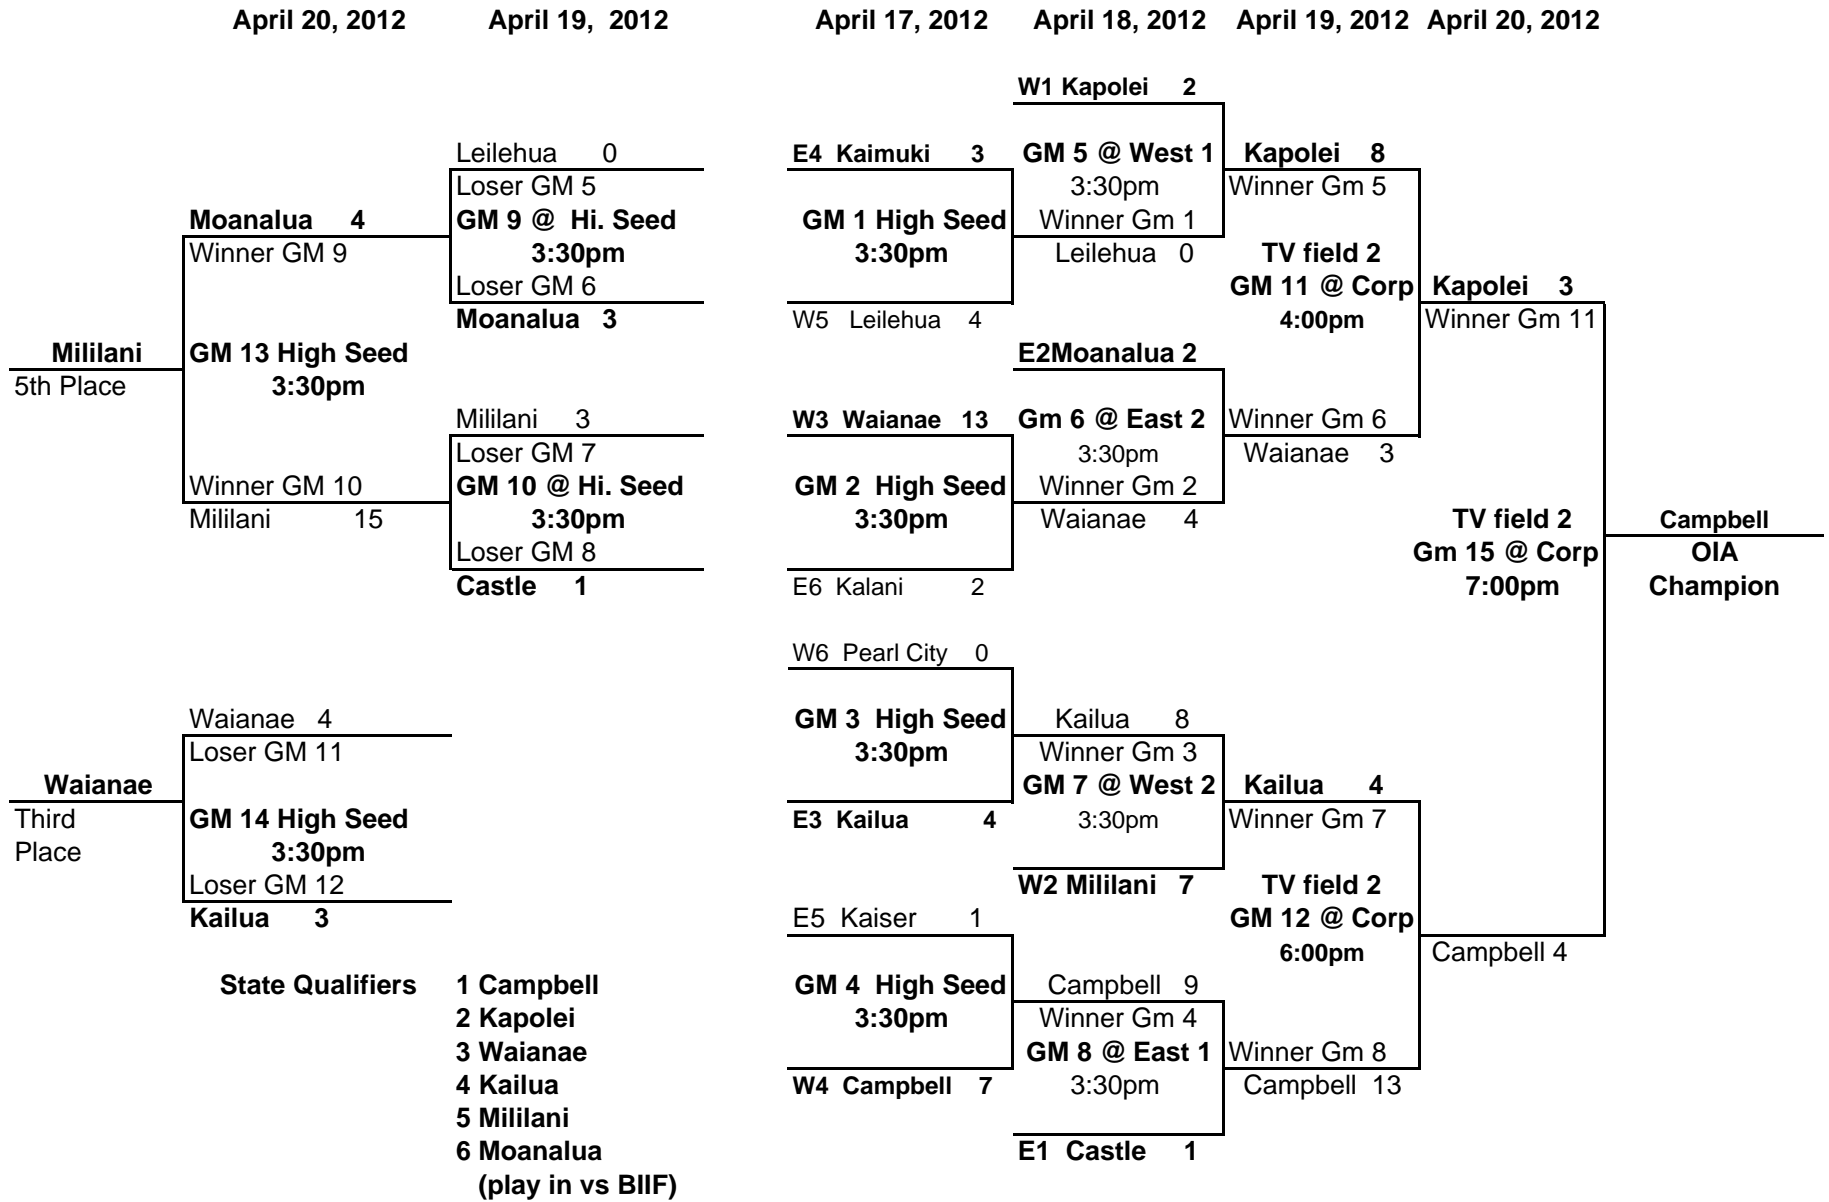 April 20, 2012 April 19, 2012 April 17, 2012 April 18, 2012 April 19, 2012 April 20, 2012
W1 Kapolei 2
Leilehua 0 E4 Kaimuki 3 GM 5 @ West 1 Kapolei 8
Loser GM 5 3:30pm Winner Gm 5
Moanalua 4 GM 9 @ Hi. Seed GM 1 High Seed Winner Gm 1
Winner GM 9 3:30pm 3:30pm Leilehua 0 TV field 2
Loser GM 6 GM 11 @ Corp Kapolei 3
Moanalua 3 W5 Leilehua 4 4:00pm Winner Gm 11
Mililani GM 13 High Seed E2Moanalua 2
5th Place 3:30pm
Mililani 3 W3 Waianae 13 Gm 6 @ East 2 Winner Gm 6
Loser GM 7 3:30pm Waianae 3
Winner GM 10 GM 10 @ Hi. Seed GM 2 High Seed Winner Gm 2
Mililani 15 3:30pm 3:30pm Waianae 4 TV field 2 Campbell
Loser GM 8 Gm 15 @ Corp OIA
Castle 1 E6 Kalani 2 7:00pm Champion
W6 Pearl City 0
Waianae 4 GM 3 High Seed Kailua 8
Loser GM 11 3:30pm Winner Gm 3
Waianae GM 7 @ West 2 Kailua 4
Third GM 14 High Seed E3 Kailua 4 3:30pm Winner Gm 7
Place 3:30pm
Loser GM 12 W2 Mililani 7 TV field 2
Kailua 3 E5 Kaiser 1 GM 12 @ Corp
6:00pm Campbell 4
State Qualifiers 1 Campbell GM 4 High Seed Campbell 9
2 Kapolei 3:30pm Winner Gm 4
3 Waianae GM 8 @ East 1 Winner Gm 8
4 Kailua W4 Campbell 7 3:30pm Campbell 13
5 Mililani
6 Moanalua E1 Castle 1
(play in vs BIIF)